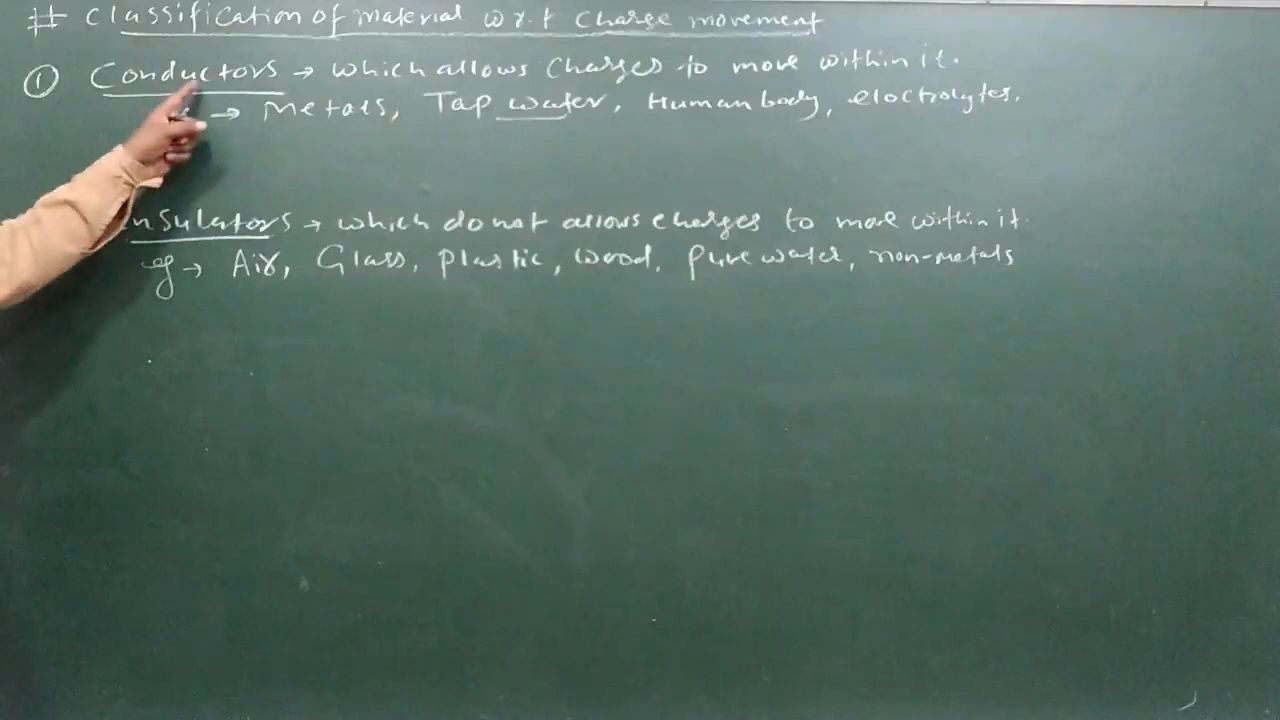 # Classification of material w.r.t Charge movement
① Conductors → which allows Charges to move within it.
→ Metals, Tap water, Human body, eloctrolytes.
nsulators → which do not allows charges to move within it.
eg → Air, Glass, plastic, wood, pure water, non-metals